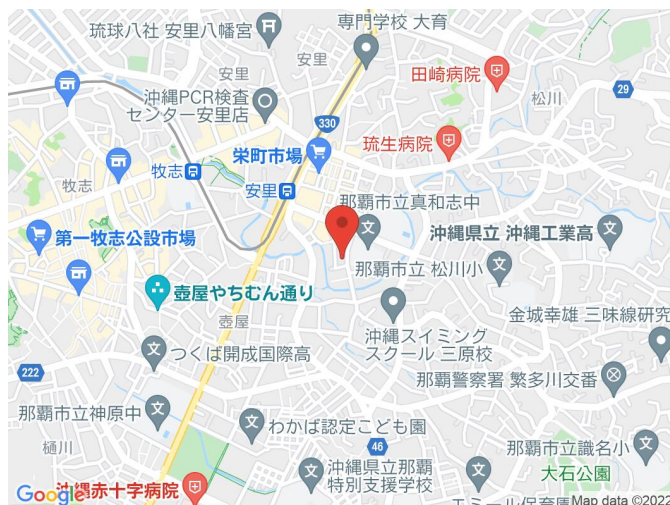 琉球八社 安里八幡宮
専門学校 大育
安里
安里
田崎病院
松川
29
沖縄PCR検査
センター安里店
330
琉生病院
栄町市場
牧志
牧志
安里
那覇市立真和志中
第一牧志公設市場
沖縄県立 沖縄工業高
那覇市立 松川小
壺屋やちむん通り
壺屋
金城幸雄 三味線研究
沖縄スイミング
スクール 三原校
つくば開成国際高
222
那覇警察署 繁多川交番
那覇市立神原中
わかば認定こども園
樋川
46
那覇市立識名小
沖縄県立那覇
特別支援学校
大石公園
Google
沖縄赤十字病院
エミール保育園
Map data ©2022